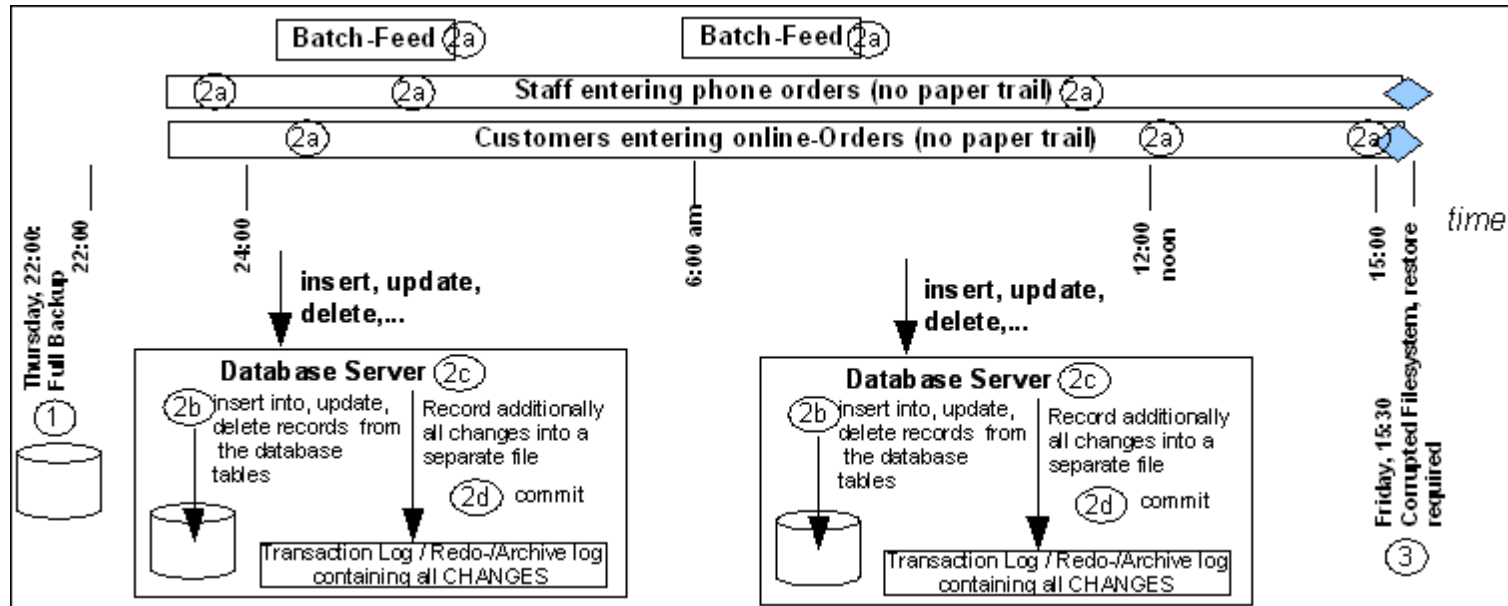 Batch-Feed 2a
Batch-Feed 2a
2a 2a Staff entering phone orders (no paper trail) 2a
2a Customers entering online-Orders (no paper trail) 2a 2a
Thursday, 22:00:
Full Backup
1
22:00
24:00
6:00 am
12:00
noon
15:00
Friday, 15:30
Corrupted Filesystem, restore
required
3
time
insert, update,
delete,...
insert, update,
delete,...
Database Server 2c
2b insert into, update,
delete records from
the database
tables
Record additionally
all changes into a
separate file
2d commit
Transaction Log / Redo-/Archive log
containing all CHANGES
Database Server 2c
2b insert into, update,
delete records from
the database
tables
Record additionally
all changes into a
separate file
2d commit
Transaction Log / Redo-/Archive log
containing all CHANGES